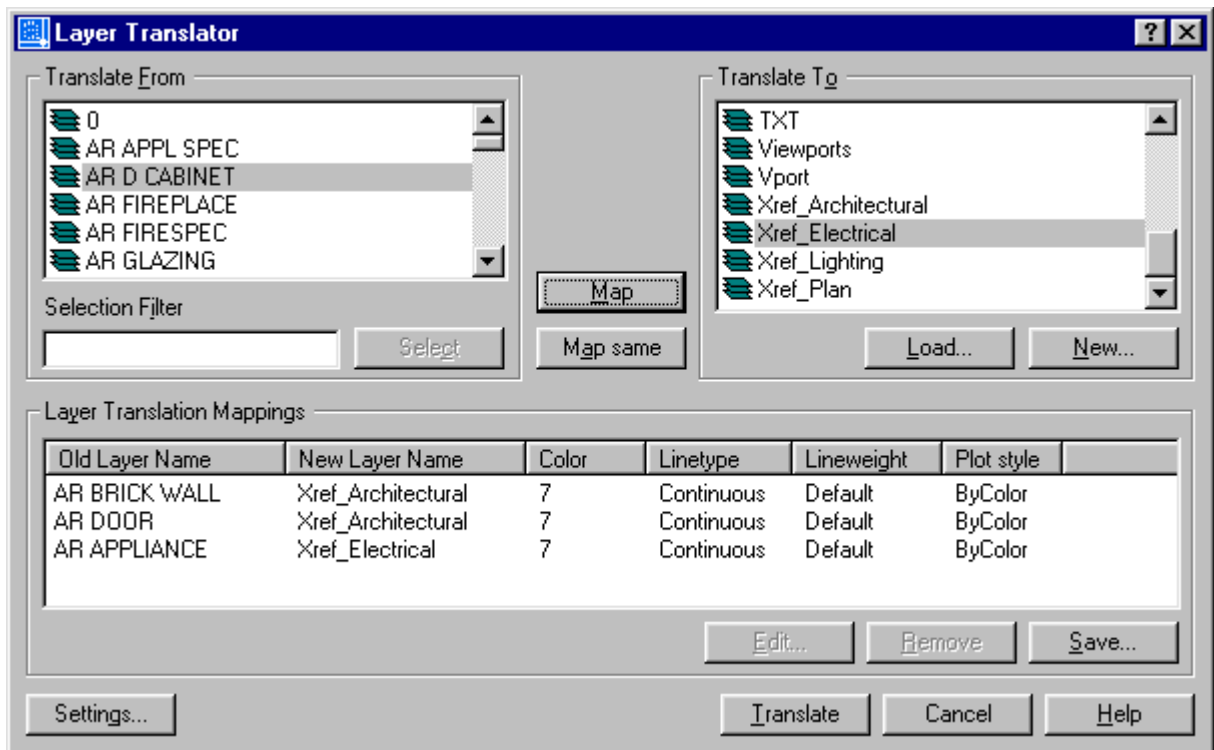 Layer Translator
Translate From
0
AR APPL SPEC
AR D CABINET
AR FIREPLACE
AR FIRESPEC
AR GLAZING
Selection Filter
Select
Map
Map same
Translate To
TXT
Viewports
Vport
Xref_Architectural
Xref_Electrical
Xref_Lighting
Xref_Plan
Load...
New...
Layer Translation Mappings
Old Layer Name New Layer Name Color Linetype Lineweight Plot style
AR BRICK WALL Xref_Architectural 7 Continuous Default ByColor
AR DOOR Xref_Architectural 7 Continuous Default ByColor
AR APPLIANCE Xref_Electrical 7 Continuous Default ByColor
Edit... Remove Save...
Settings... Translate Cancel Help